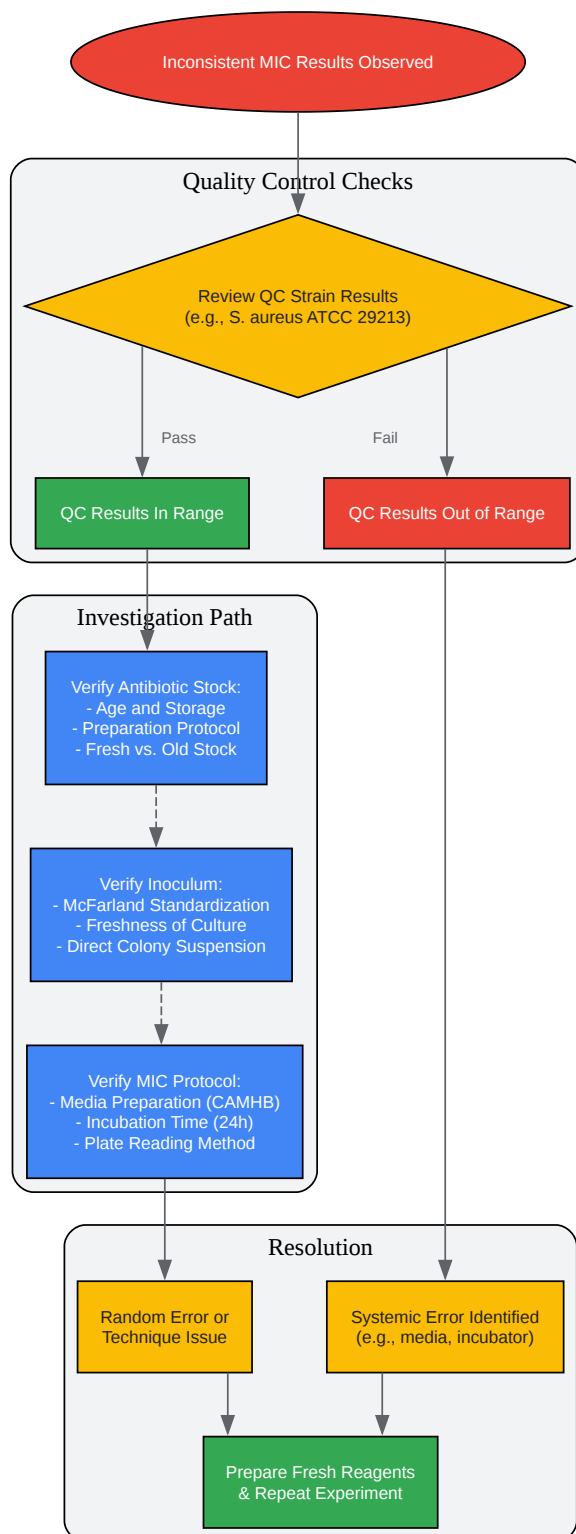 Inconsistent MIC Results Observed
Quality Control Checks
Review QC Strain Results
(e.g., S. aureus ATCC 29213)
Pass
Fail
QC Results In Range
QC Results Out of Range
Investigation Path
Verify Antibiotic Stock:
- Age and Storage
- Preparation Protocol
- Fresh vs. Old Stock
Verify Inoculum:
- McFarland Standardization
- Freshness of Culture
- Direct Colony Suspension
Verify MIC Protocol:
- Media Preparation (CAMHB)
- Incubation Time (24h)
- Plate Reading Method
Resolution
Random Error or
Technique Issue
Systemic Error Identified
(e.g., media, incubator)
Prepare Fresh Reagents
& Repeat Experiment